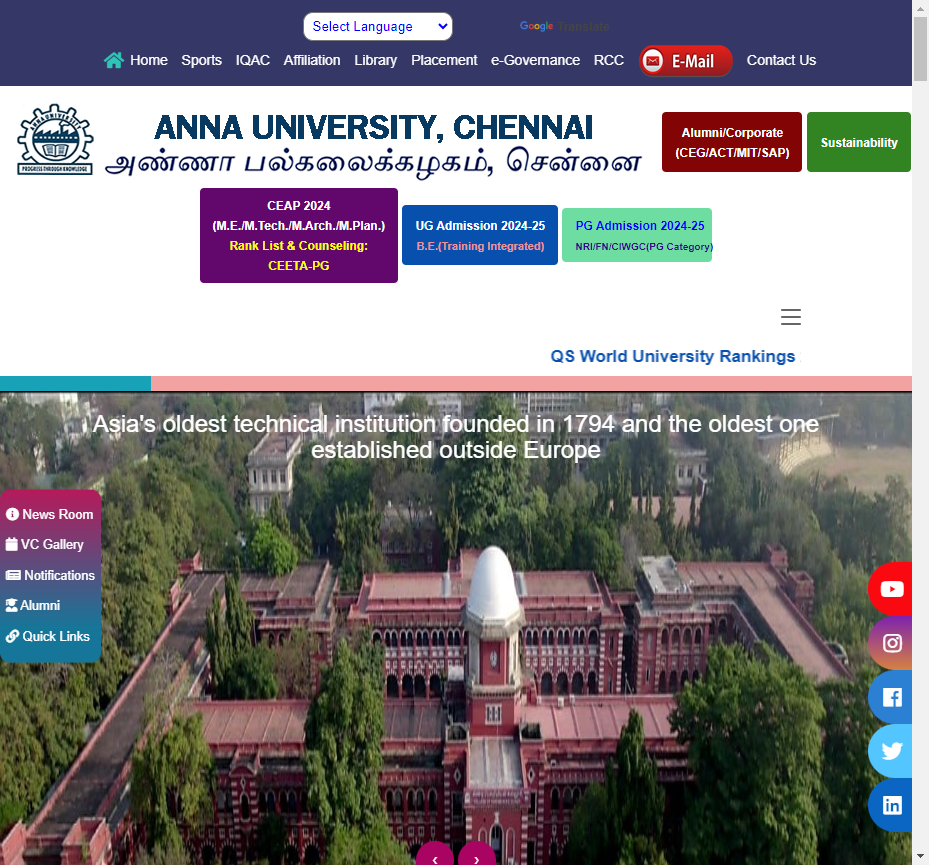 Select Language
Google Translate
Home Sports IQAC Affiliation Library Placement e-Governance RCC E-Mail Contact Us
ANNA UNIVERSITY, CHENNAI
அண்ணா பல்கலைக்கழகம், சென்னை
ANNA UNIVERSITY
PROGRESS THROUGH KNOWLEDGE
Alumni/Corporate
(CEG/ACT/MIT/SAP)
Sustainability
CEAP 2024
(M.E./M.Tech./M.Arch./M.Plan.)
Rank List & Counseling:
CEETA-PG
UG Admission 2024-25
B.E.(Training Integrated)
PG Admission 2024-25
NRI/FN/CIWGC(PG Category)
QS World University Rankings
Asia's oldest technical institution founded in 1794 and the oldest one
established outside Europe
News Room
VC Gallery
Notifications
Alumni
Quick Links